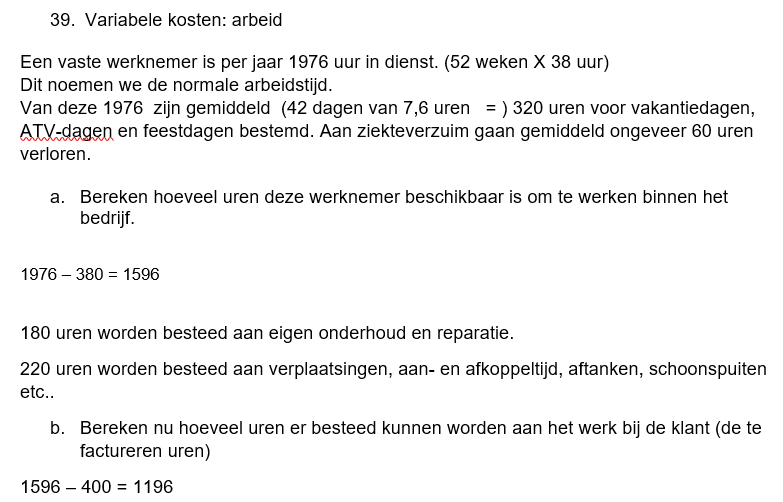 39. Variabele kosten: arbeid
Een vaste werknemer is per jaar 1976 uur in dienst. (52 weken X 38 uur)
Dit noemen we de normale arbeidstijd.
Van deze 1976 zijn gemiddeld (42 dagen van 7,6 uren = ) 320 uren voor vakantiedagen,
ATV-dagen en feestdagen bestemd. Aan ziekteverzuim gaan gemiddeld ongeveer 60 uren
verloren.
a. Bereken hoeveel uren deze werknemer beschikbaar is om te werken binnen het
bedrijf.
1976 – 380 = 1596
180 uren worden besteed aan eigen onderhoud en reparatie.
220 uren worden besteed aan verplaatsingen, aan- en afkoppeltijd, aftanken, schoonspuiten
etc..
b. Bereken nu hoeveel uren er besteed kunnen worden aan het werk bij de klant (de te
factureren uren)
1596 – 400 = 1196